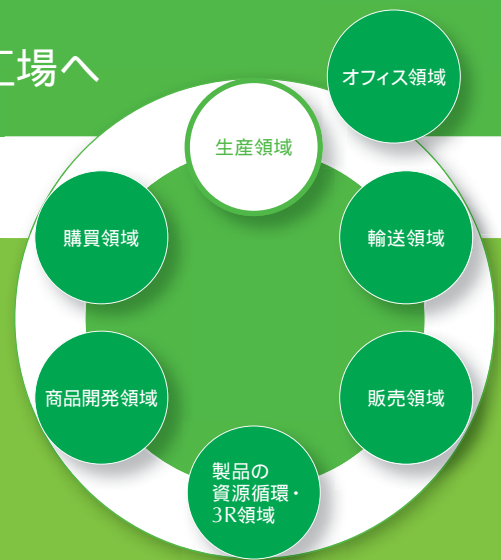 場へ
オフィス領域
生産領域
購買領域
輸送領域
商品開発領域
販売領域
製品の
資源循環・
3R領域